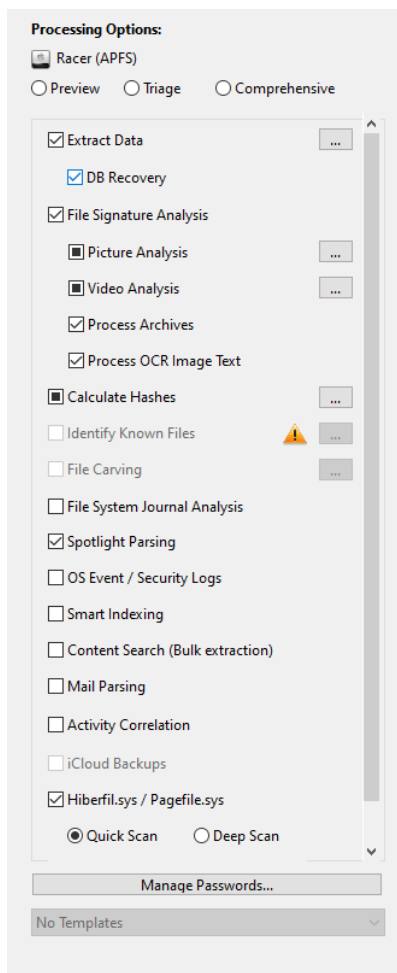 Processing Options:
Racer (APFS)
Preview Triage Comprehensive
Extract Data ...
DB Recovery
File Signature Analysis
Picture Analysis ...
Video Analysis ...
Process Archives
Process OCR Image Text
Calculate Hashes ...
Identify Known Files ...
File Carving ...
File System Journal Analysis
Spotlight Parsing
OS Event / Security Logs
Smart Indexing
Content Search (Bulk extraction)
Mail Parsing
Activity Correlation
iCloud Backups
Hiberfil.sys / Pagefile.sys
Quick Scan Deep Scan
Manage Passwords...
No Templates